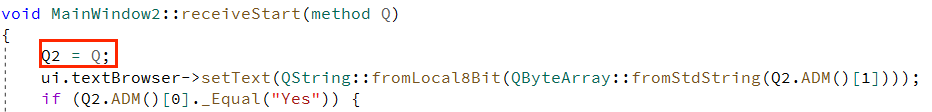 void MainWindow2::receiveStart(method Q)
{
Q2 = Q;
ui.textBrowser->setText(QString::fromLocal8Bit(QByteArray::fromStdString(Q2.ADM()[1])));
if (Q2.ADM()[0]._Equal("Yes")) {